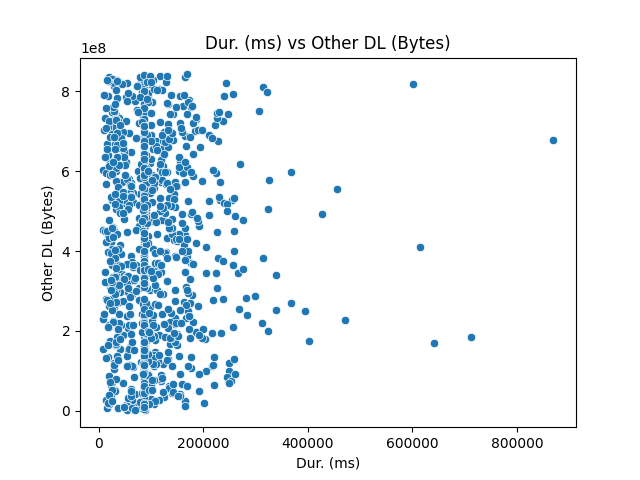 Dur. (ms) vs Other DL (Bytes)
1e8
8
6
4
2
0
Other DL (Bytes)
0 200000 400000 600000 800000
Dur. (ms)